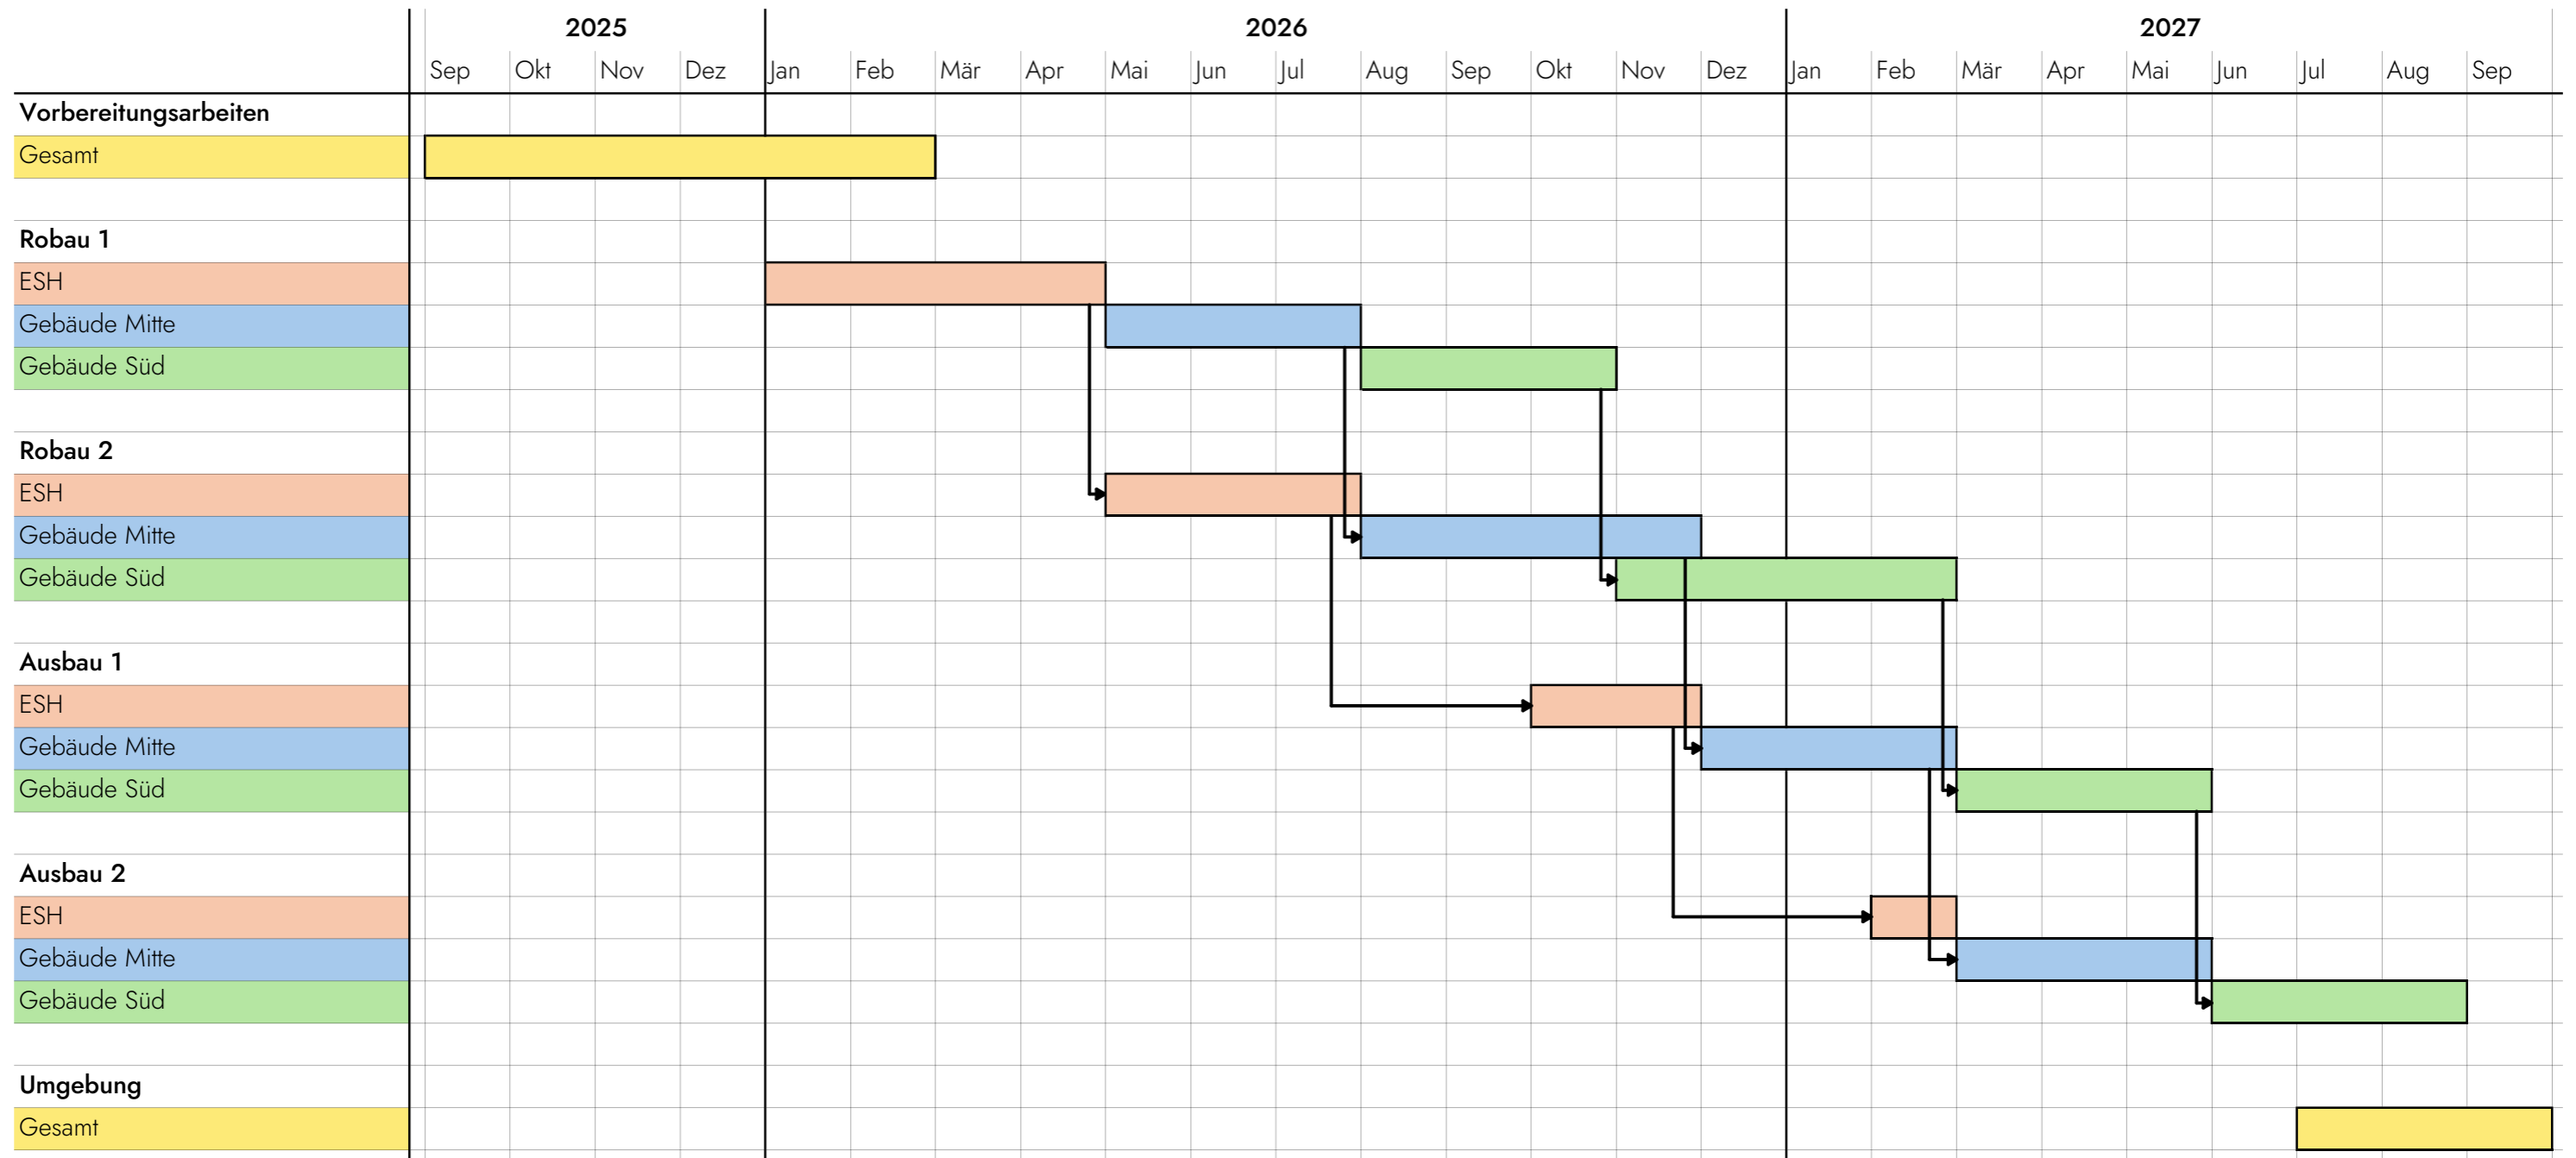 2025 2026 2027
Sep Okt Nov Dez Jan Feb Mär Apr Mai Jun Jul Aug Sep Okt Nov Dez Jan Feb Mär Apr Mai Jun Jul Aug Sep
Vorbereitungsarbeiten
Gesamt
Robau 1
ESH
Gebäude Mitte
Gebäude Süd
Robau 2
ESH
Gebäude Mitte
Gebäude Süd
Ausbau 1
ESH
Gebäude Mitte
Gebäude Süd
Ausbau 2
ESH
Gebäude Mitte
Gebäude Süd
Umgebung
Gesamt